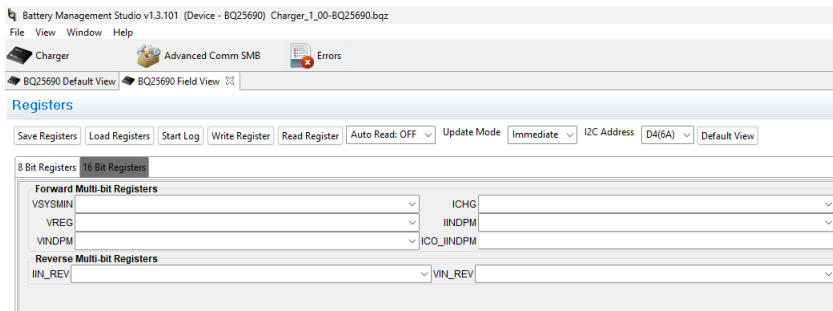 Battery Management Studio v1.3.101 (Device - BQ25690) Charger_1_00-BQ25690.bqz
File View Window Help
Charger Advanced Comm SMB Errors
BQ25690 Default View BQ25690 Field View
Registers
Save Registers Load Registers Start Log Write Register Read Register Auto Read: OFF Update Mode Immediate I2C Address D4(6A) Default View
8 Bit Registers 16 Bit Registers
Forward Multi-bit Registers
VSYSMIN ICHG
VREG IINDPM
VINDPM ICO_IINDPM
Reverse Multi-bit Registers
IIN_REV VIN_REV